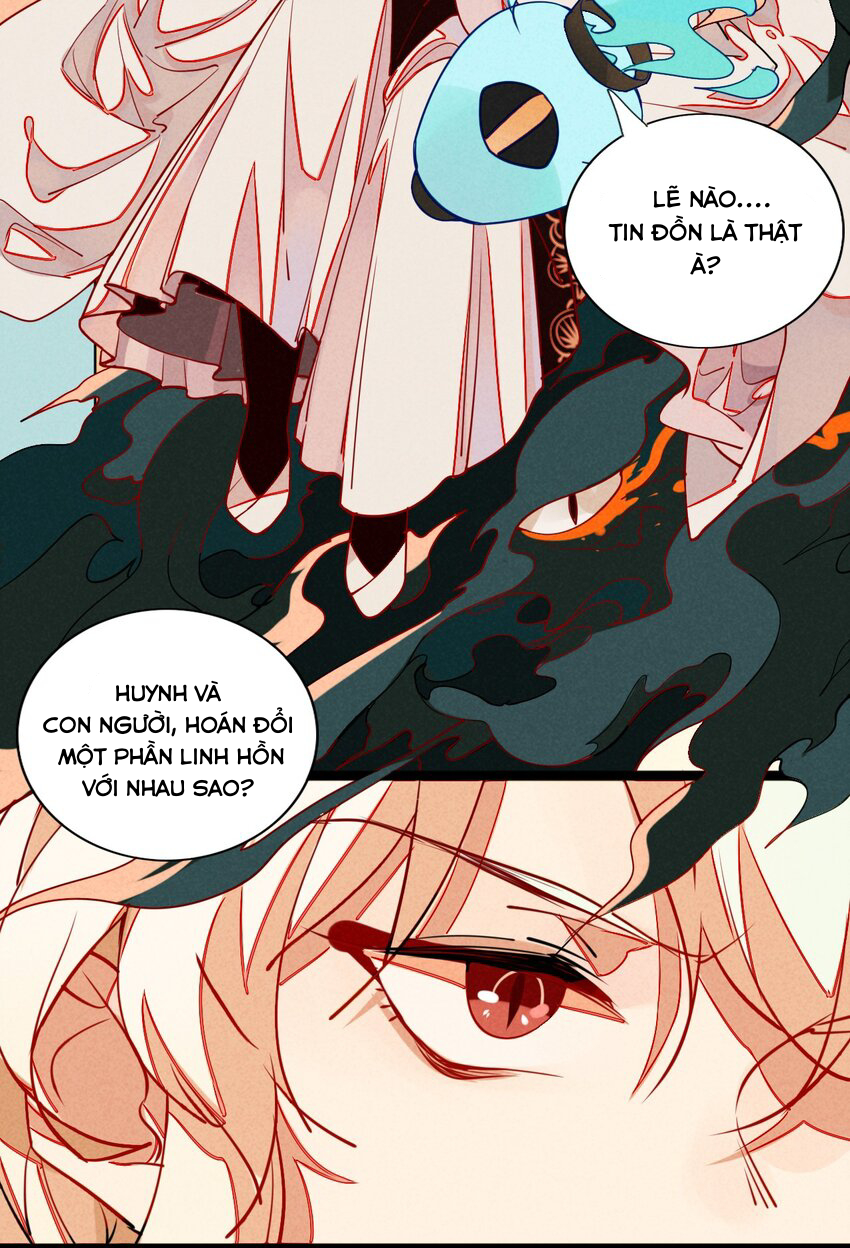 LẼ NÀO....
TIN ĐỒN LÀ THẬT
À?
HUYNH VÀ
CON NGƯỜI, HOÁN ĐỔI
MỘT PHẦN LINH HỒN
VỚI NHAU SAO?